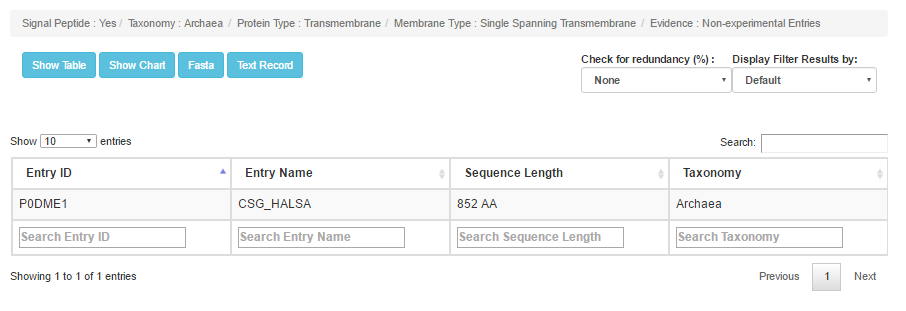 Signal Peptide : Yes / Taxonomy : Archaea / Protein Type : Transmembrane / Membrane Type : Single Spanning Transmembrane / Evidence : Non-experimental Entries
Show Table Show Chart Fasta Text Record
Check for redundancy (%) : Display Filter Results by:
None Default
Show 10 entries Search:
Entry ID Entry Name Sequence Length Taxonomy
P0DME1 CSG_HALSA 852 AA Archaea
Search Entry ID Search Entry Name Search Sequence Length Search Taxonomy
Showing 1 to 1 of 1 entries Previous 1 Next